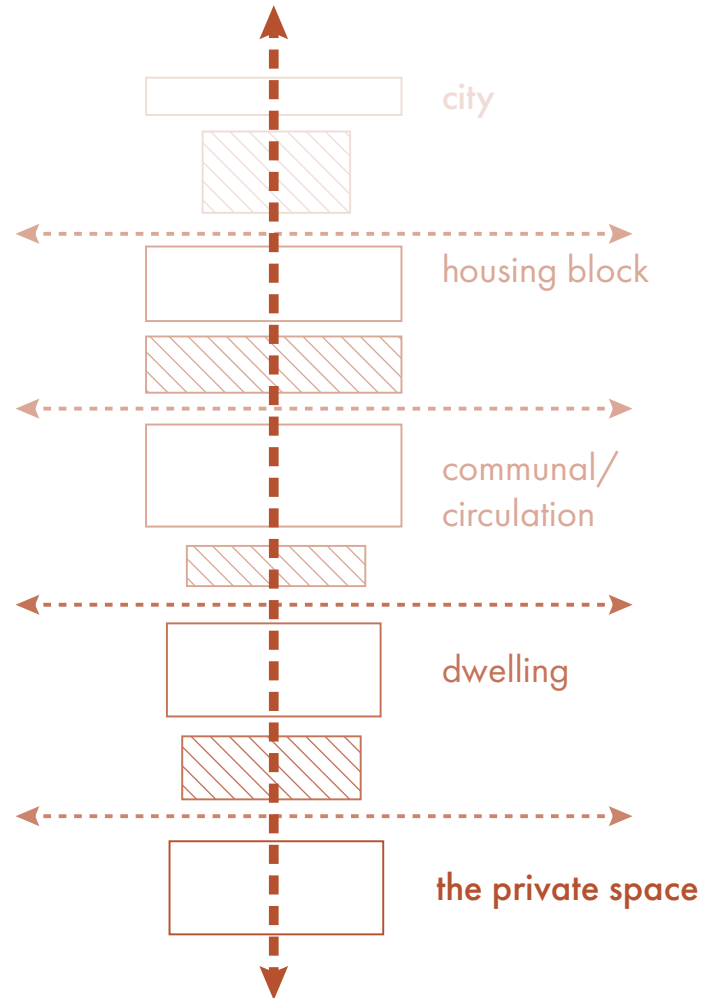 city
housing block
communal/
circulation
dwelling
the private space